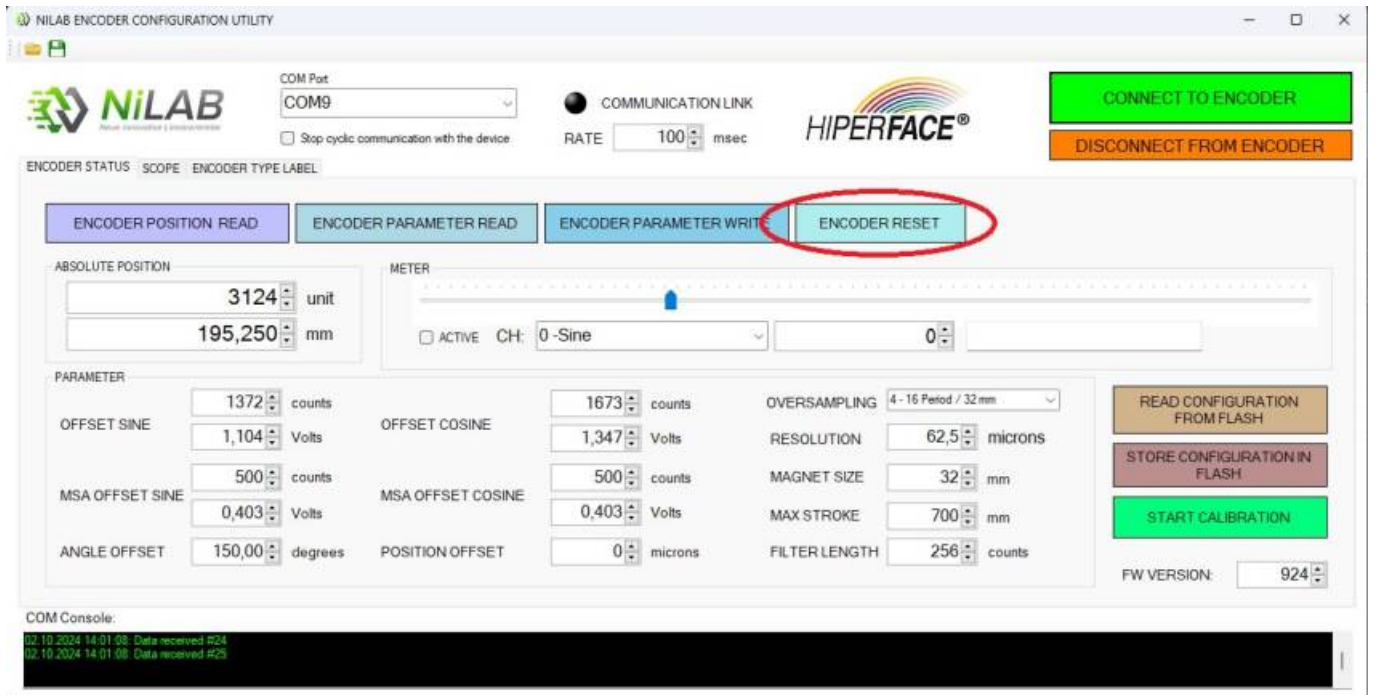 NILAB ENCODER CONFIGURATION UTILITY
NiLAB
COM Port
COM9
Stop cyclic communication with the device
COMMUNICATION LINK
RATE 100 msec
HIPERFACE®
CONNECT TO ENCODER
DISCONNECT FROM ENCODER
ENCODER STATUS SCOPE ENCODER TYPE LABEL
ENCODER POSITION READ ENCODER PARAMETER READ ENCODER PARAMETER WRITE ENCODER RESET
ABSOLUTE POSITION
3124 unit
195,250 mm
METER
ACTIVE CH: 0 -Sine 0
PARAMETER
OFFSET SINE
1372 counts
1,104 Volts
OFFSET COSINE
1673 counts
1,347 Volts
OVERSAMPLING 4 - 16 Period / 32 mm
RESOLUTION 62,5 microns
MSA OFFSET SINE
500 counts
0,403 Volts
MSA OFFSET COSINE
500 counts
0,403 Volts
MAGNET SIZE 32 mm
MAX STROKE 700 mm
ANGLE OFFSET 150,00 degrees
POSITION OFFSET 0 microns
FILTER LENGTH 256 counts
READ CONFIGURATION
FROM FLASH
STORE CONFIGURATION IN
FLASH
START CALIBRATION
FW VERSION: 924
COM Console:
02.10.2024 14:01:08: Data received #24
02.10.2024 14:01:08: Data received #25